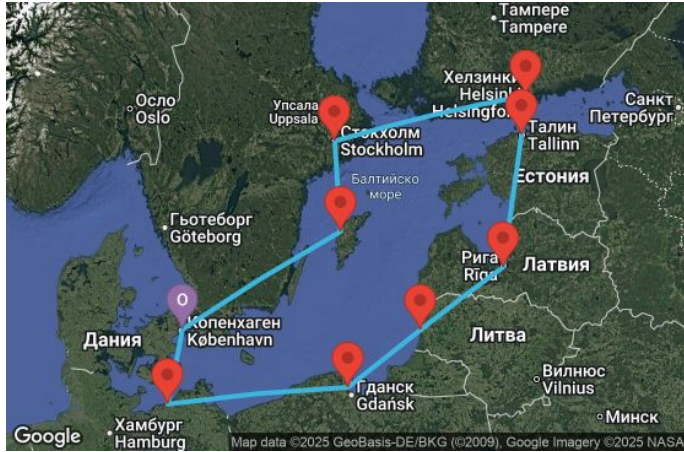 Тампере
Tampere
Осло
Oslo
Упсала
Uppsala
Хелзинки
Helsinki
Helsingfors
Санкт
Петербург
Стокхолм
Stockholm
Талин
Tallinn
Балтийско
море
Естония
Гьотеборг
Göteborg
Рига
Rīga
Латвия
O
Копенхаген
København
Дания
Литва
Гданск
Gdańsk
Вилнюс
Vilnius
Хамбург
Hamburg
Минск
Google
Map data ©2025 GeoBasis-DE/BKG (©2009), Google Imagery ©2025 NASA